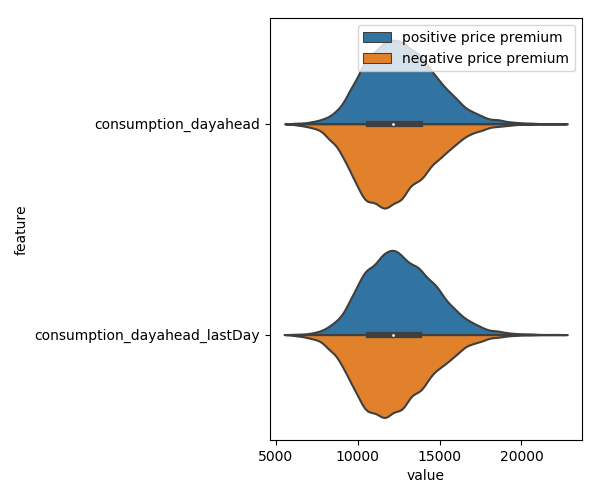 positive price premium
negative price premium
consumption_dayahead
feature
consumption_dayahead_lastDay
5000 10000 15000 20000
value